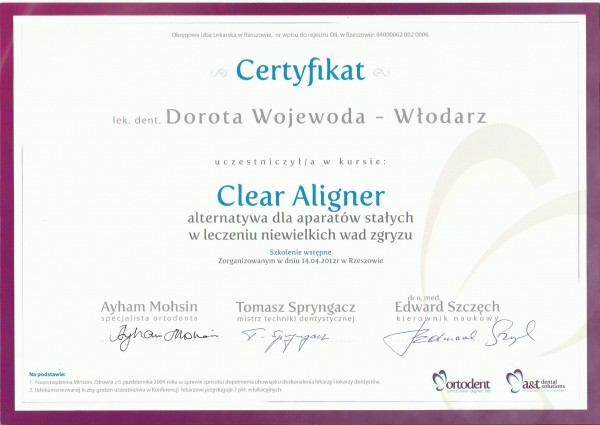 Okręgowa Izba Lekarska w Rzeszowie, nr wpisu do rejestru OIL w Rzeszowie: 64000062 002 0006
Certyfikat
lek. dent. Dorota Wojewoda - Włodarz
uczestniczył/a w kursie:
Clear Aligner
alternatywa dla aparatów stałych
w leczeniu niewielkich wad zgryzu
Szkolenie wstępne
Zorganizowanym w dniu 14.04.2012r w Rzeszowie
Ayham Mohsin
specjalista ortodonta
Ayham Mohsin
Tomasz Spryngacz
mistrz techniki dentystycznej
T. Spryngacz
dr n. med.
Edward Szczęch
kierownik naukowy
Na podstawie:
1. Rozporządzenia Ministra Zdrowia z 6 października 2004 roku w sprawie sposobu dopełnienia obowiązku doskonalenia lekarzy i lekarzy dentystów.
2. Udokumentowanej liczby godzin uczestnictwa w Konferencji lekarzowi przysługuje 7 pkt. edukacyjnych.
ortodent
a&t dental
solutions